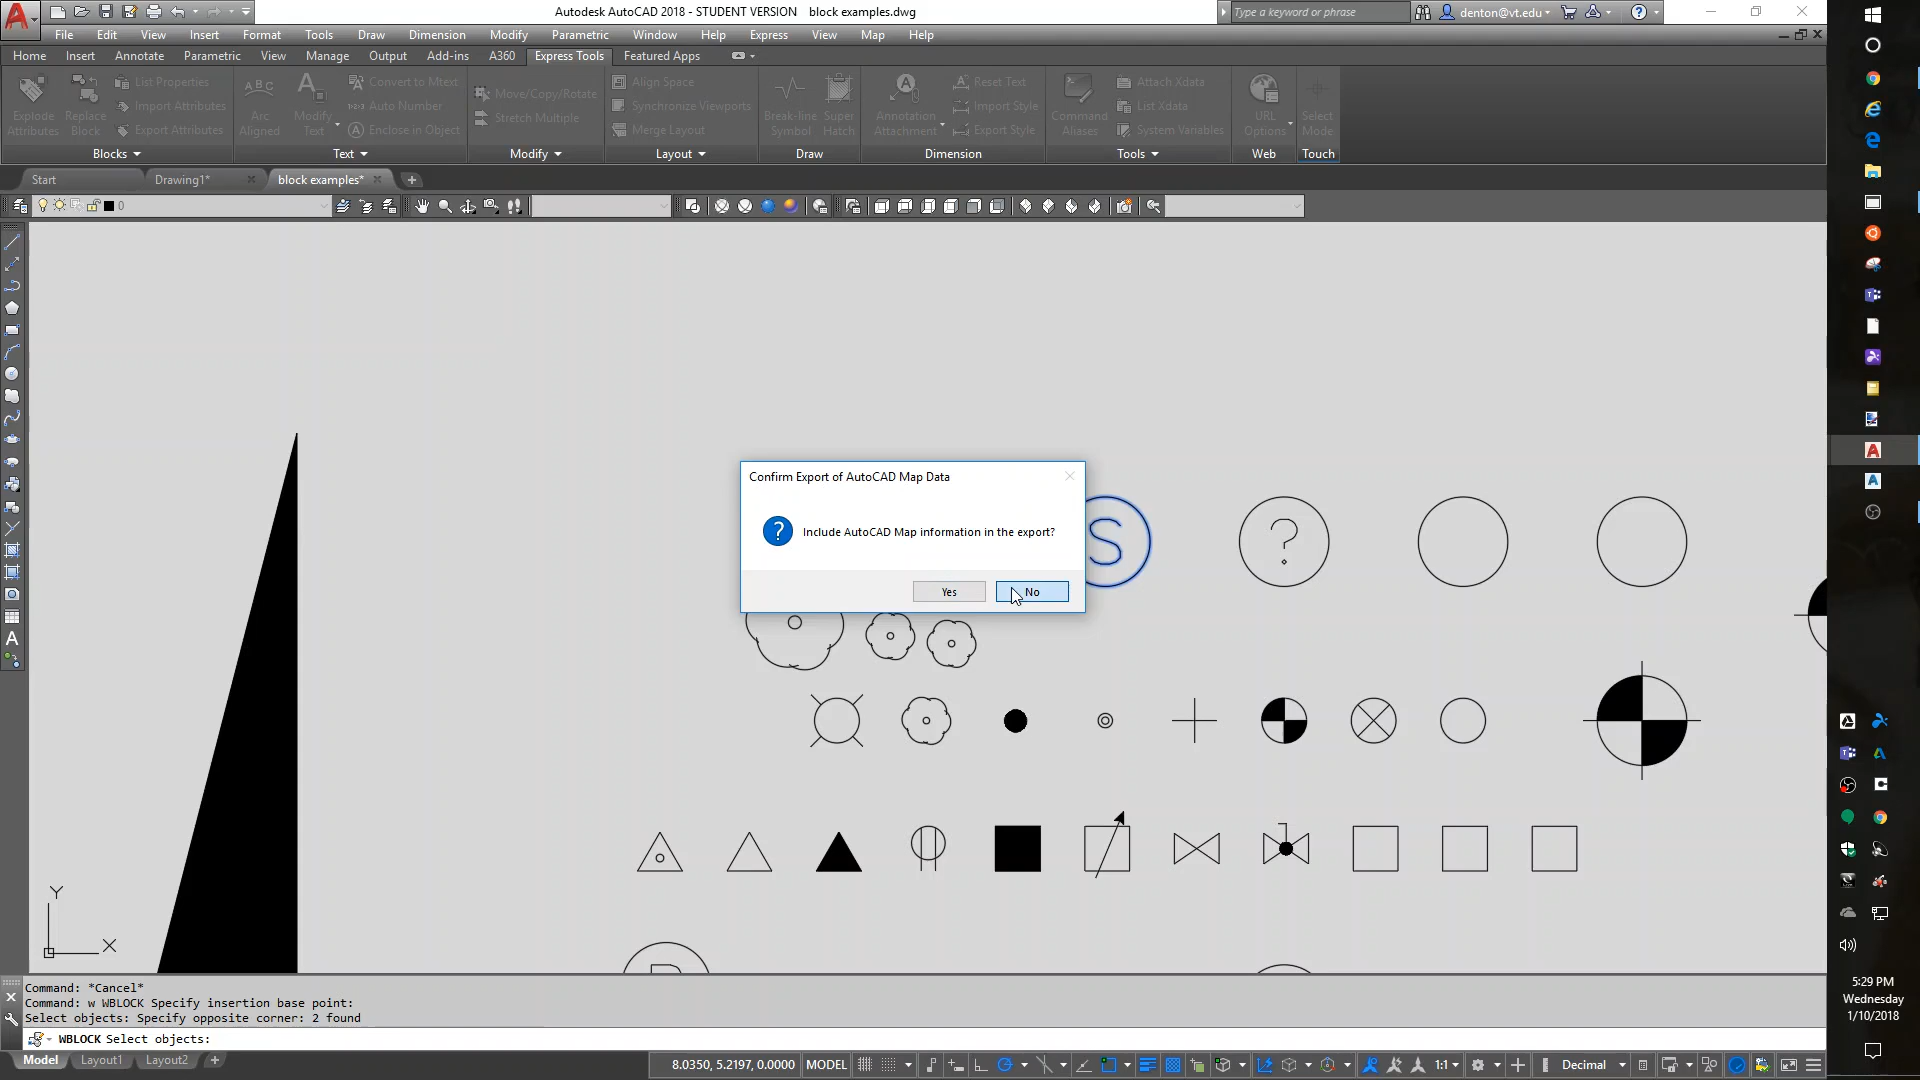 Autodesk AutoCAD 2018 - STUDENT VERSION block examples.dwg
Type a keyword or phrase
denton@vt.edu
File Edit View Insert Format Tools Draw Dimension Modify Parametric Window Help Express View Map Help
Home Insert Annotate Parametric View Manage Output Add-ins A360 Express Tools Featured Apps
Explode Attributes
Replace Block
List Properties
Import Attributes
Export Attributes
Blocks
ABC
Arc Aligned
Modify Text
Convert to Mtext
Auto Number
Enclose in Object
Text
Move/Copy/Rotate
Stretch Multiple
Modify
Align Space
Synchronize Viewports
Merge Layout
Layout
Break-line Symbol
Super Hatch
Draw
Annotation Attachment
Reset Text
Import Style
Export Style
Dimension
Command Aliases
Attach Xdata
List Xdata
System Variables
Tools
URL Options
Web
Select Mode
Touch
Start Drawing1* block examples*
0
Confirm Export of AutoCAD Map Data
Include AutoCAD Map information in the export?
Yes No
S
?
Y
X
Command: *Cancel*
Command: w WBLOCK Specify insertion base point:
Select objects: Specify opposite corner: 2 found
WBLOCK Select objects:
Model Layout1 Layout2
8.0350, 5.2197, 0.0000 MODEL
1:1
Decimal
5:29 PM
Wednesday
1/10/2018